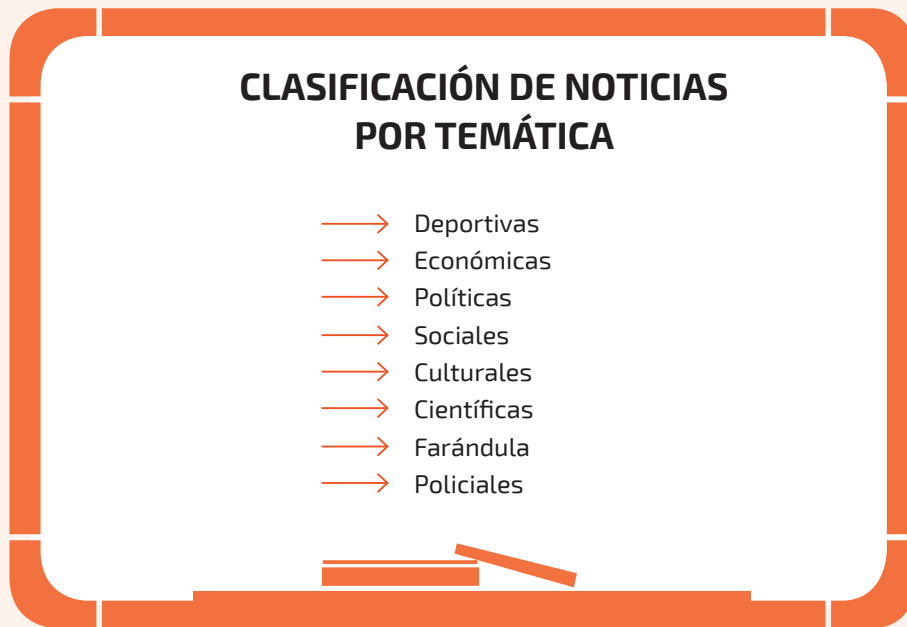 CLASIFICACIÓN DE NOTICIAS
POR TEMÁTICA
Deportivas
Económicas
Políticas
Sociales
Culturales
Científicas
Farándula
Policiales